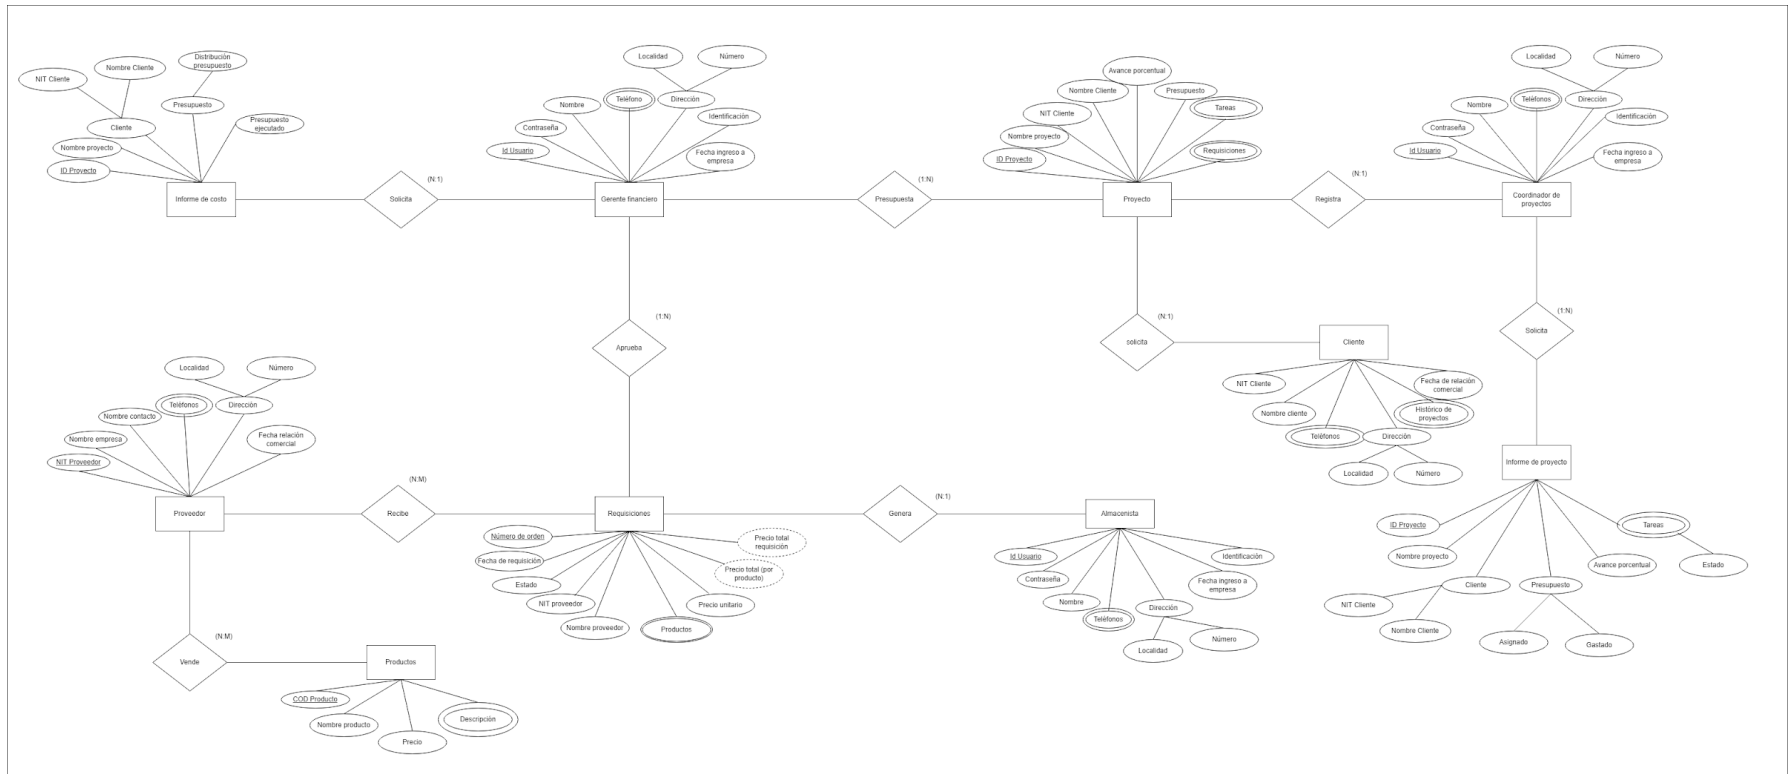 NIT Cliente
Nombre Cliente
Distribución
presupuesto
Presupuesto
Presupuesto
ejecutado
Cliente
Nombre proyecto
ID Proyecto
Informe de costo
(N:1)
Solicita
Localidad
Número
Teléfono
Dirección
Nombre
Identificación
Contraseña
Id Usuario
Fecha ingreso a
empresa
Gerente financiero
(1:N)
Presupuesta
Avance porcentual
Nombre Cliente
Presupuesto
NIT Cliente
Tareas
Nombre proyecto
Requisiciones
ID Proyecto
Proyecto
(N:1)
Registra
Localidad
Número
Teléfonos
Dirección
Nombre
Identificación
Contraseña
Id Usuario
Fecha ingreso a
empresa
Coordinador de
proyectos
(1:N)
Aprueba
(N:1)
solicita
Cliente
NIT Cliente
Fecha de relación
comercial
Nombre cliente
Histórico de
proyectos
Teléfonos
Dirección
Localidad
Número
(1:N)
Solicita
Informe de proyecto
ID Proyecto
Tareas
Nombre proyecto
Avance porcentual
Estado
Cliente
Presupuesto
NIT Cliente
Nombre Cliente
Asignado
Gastado
Localidad
Número
Teléfonos
Dirección
Nombre contacto
Nombre empresa
Fecha relación
comercial
NIT Proveedor
Proveedor
(N:M)
Recibe
Requisiciones
Número de orden
Precio total
requisición
Fecha de requisición
Precio total (por
producto)
Estado
NIT proveedor
Precio unitario
Nombre proveedor
Productos
(N:1)
Genera
Almacenista
Id Usuario
Identificación
Contraseña
Fecha ingreso a
empresa
Nombre
Dirección
Teléfonos
Número
Localidad
(N:M)
Vende
Productos
COD Producto
Nombre producto
Descripción
Precio